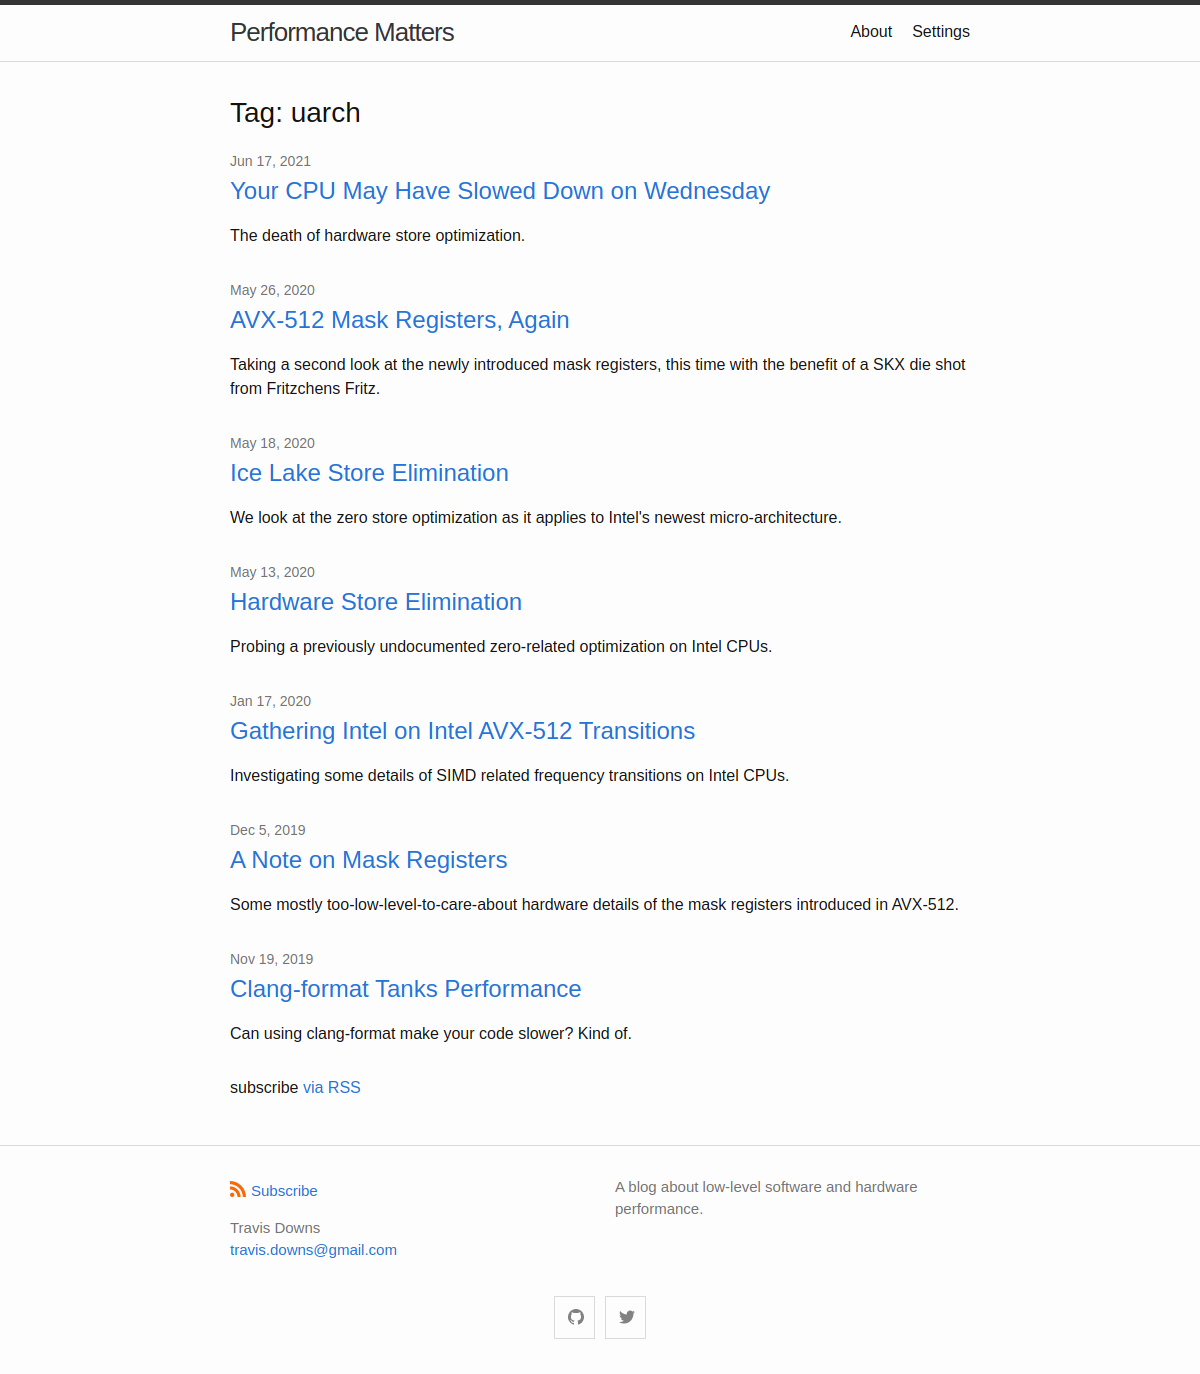 Performance Matters
About Settings
Tag: uarch
Jun 17, 2021
Your CPU May Have Slowed Down on Wednesday
The death of hardware store optimization.
May 26, 2020
AVX-512 Mask Registers, Again
Taking a second look at the newly introduced mask registers, this time with the benefit of a SKX die shot
from Fritzchens Fritz.
May 18, 2020
Ice Lake Store Elimination
We look at the zero store optimization as it applies to Intel's newest micro-architecture.
May 13, 2020
Hardware Store Elimination
Probing a previously undocumented zero-related optimization on Intel CPUs.
Jan 17, 2020
Gathering Intel on Intel AVX-512 Transitions
Investigating some details of SIMD related frequency transitions on Intel CPUs.
Dec 5, 2019
A Note on Mask Registers
Some mostly too-low-level-to-care-about hardware details of the mask registers introduced in AVX-512.
Nov 19, 2019
Clang-format Tanks Performance
Can using clang-format make your code slower? Kind of.
subscribe via RSS
Subscribe
Travis Downs
travis.downs@gmail.com
A blog about low-level software and hardware
performance.